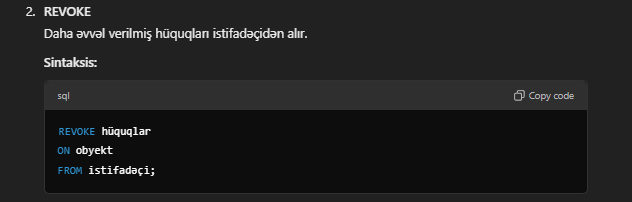 2. REVOKE
Daha əvvəl verilmiş hüquqları istifadəçidən alır.
Sintaksis:
sql Copy code
REVOKE hüquqlar
ON obyekt
FROM istifadəçi;